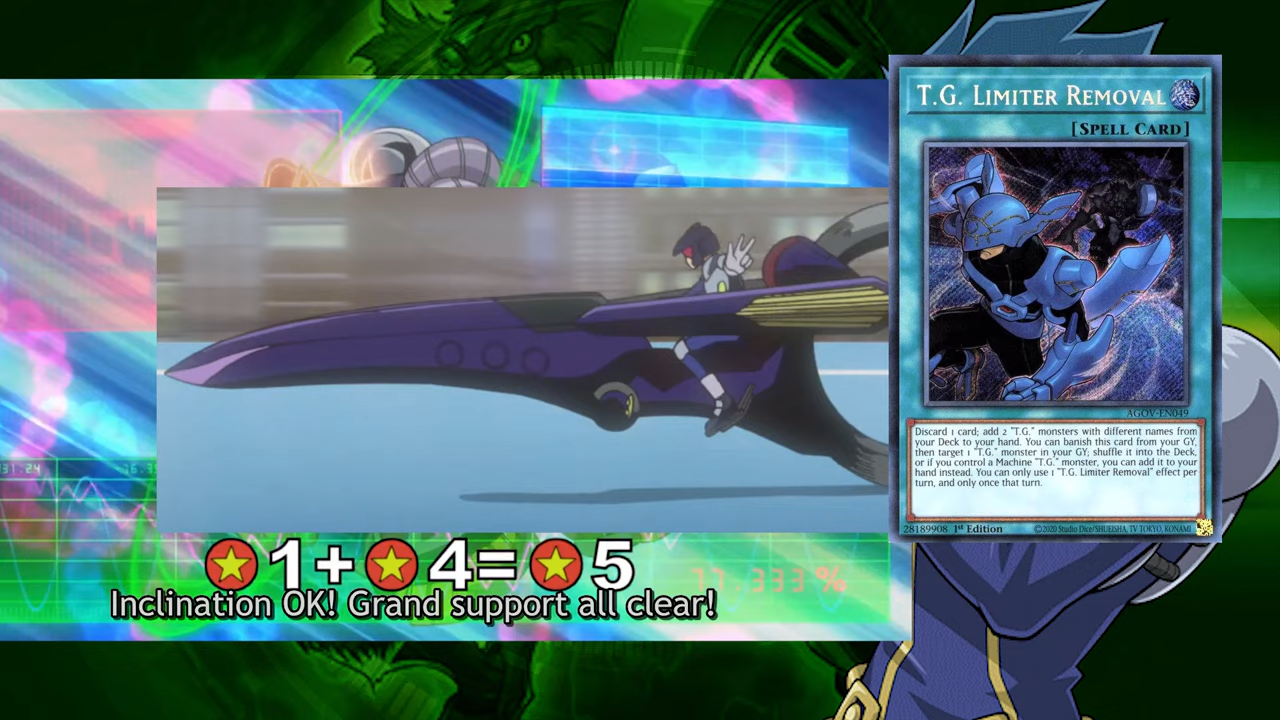 T.G. LIMITER REMOVAL
[SPELL CARD]
AGOV-EN049
Discard 1 card; add 2 "T.G." monsters with different names from
your Deck to your hand. You can banish this card from your GY,
then target 1 "T.G." monster in your GY; shuffle it into the Deck,
or if you control a Machine "T.G." monster, you can add it to your
hand instead. You can only use 1 "T.G. Limiter Removal" effect per
turn, and only once that turn.
28189908 1st Edition ©2020 Studio Dice/SHUEISHA, TV TOKYO, KONAMI
31.24
1+ 4= 5
77.333%
Inclination OK! Grand support all clear!